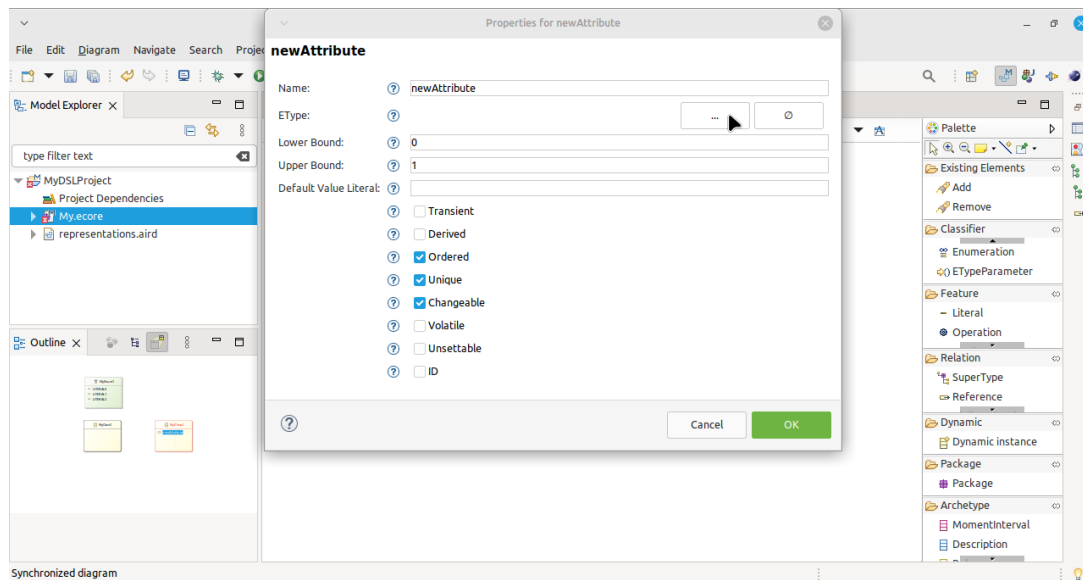 Properties for newAttribute
File Edit Diagram Navigate Search Projec
newAttribute
Name: newAttribute
EType: ... ∅
Lower Bound: 0
Upper Bound: 1
Default Value Literal:
Transient
Derived
Ordered
Unique
Changeable
Volatile
Unsettable
ID
Cancel OK
Model Explorer
type filter text
MyDSLProject
Project Dependencies
My.ecore
representations.aird
Outline
Palette
Existing Elements
Add
Remove
Classifier
Enumeration
ETypeParameter
Feature
Literal
Operation
Relation
SuperType
Reference
Dynamic
Dynamic instance
Package
Package
Archetype
MomentInterval
Description
Synchronized diagram